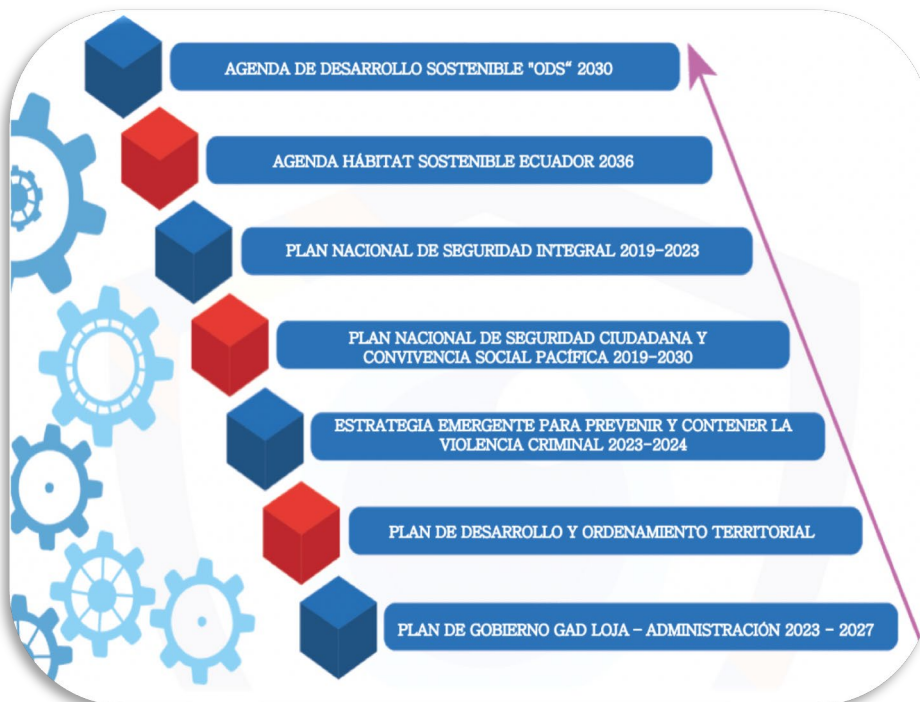 AGENDA DE DESARROLLO SOSTENIBLE "ODS“ 2030
AGENDA HÁBITAT SOSTENIBLE ECUADOR 2036
PLAN NACIONAL DE SEGURIDAD INTEGRAL 2019-2023
PLAN NACIONAL DE SEGURIDAD CIUDADANA Y
CONVIVENCIA SOCIAL PACÍFICA 2019-2030
ESTRATEGIA EMERGENTE PARA PREVENIR Y CONTENER LA
VIOLENCIA CRIMINAL 2023-2024
PLAN DE DESARROLLO Y ORDENAMIENTO TERRITORIAL
PLAN DE GOBIERNO GAD LOJA – ADMINISTRACIÓN 2023 - 2027